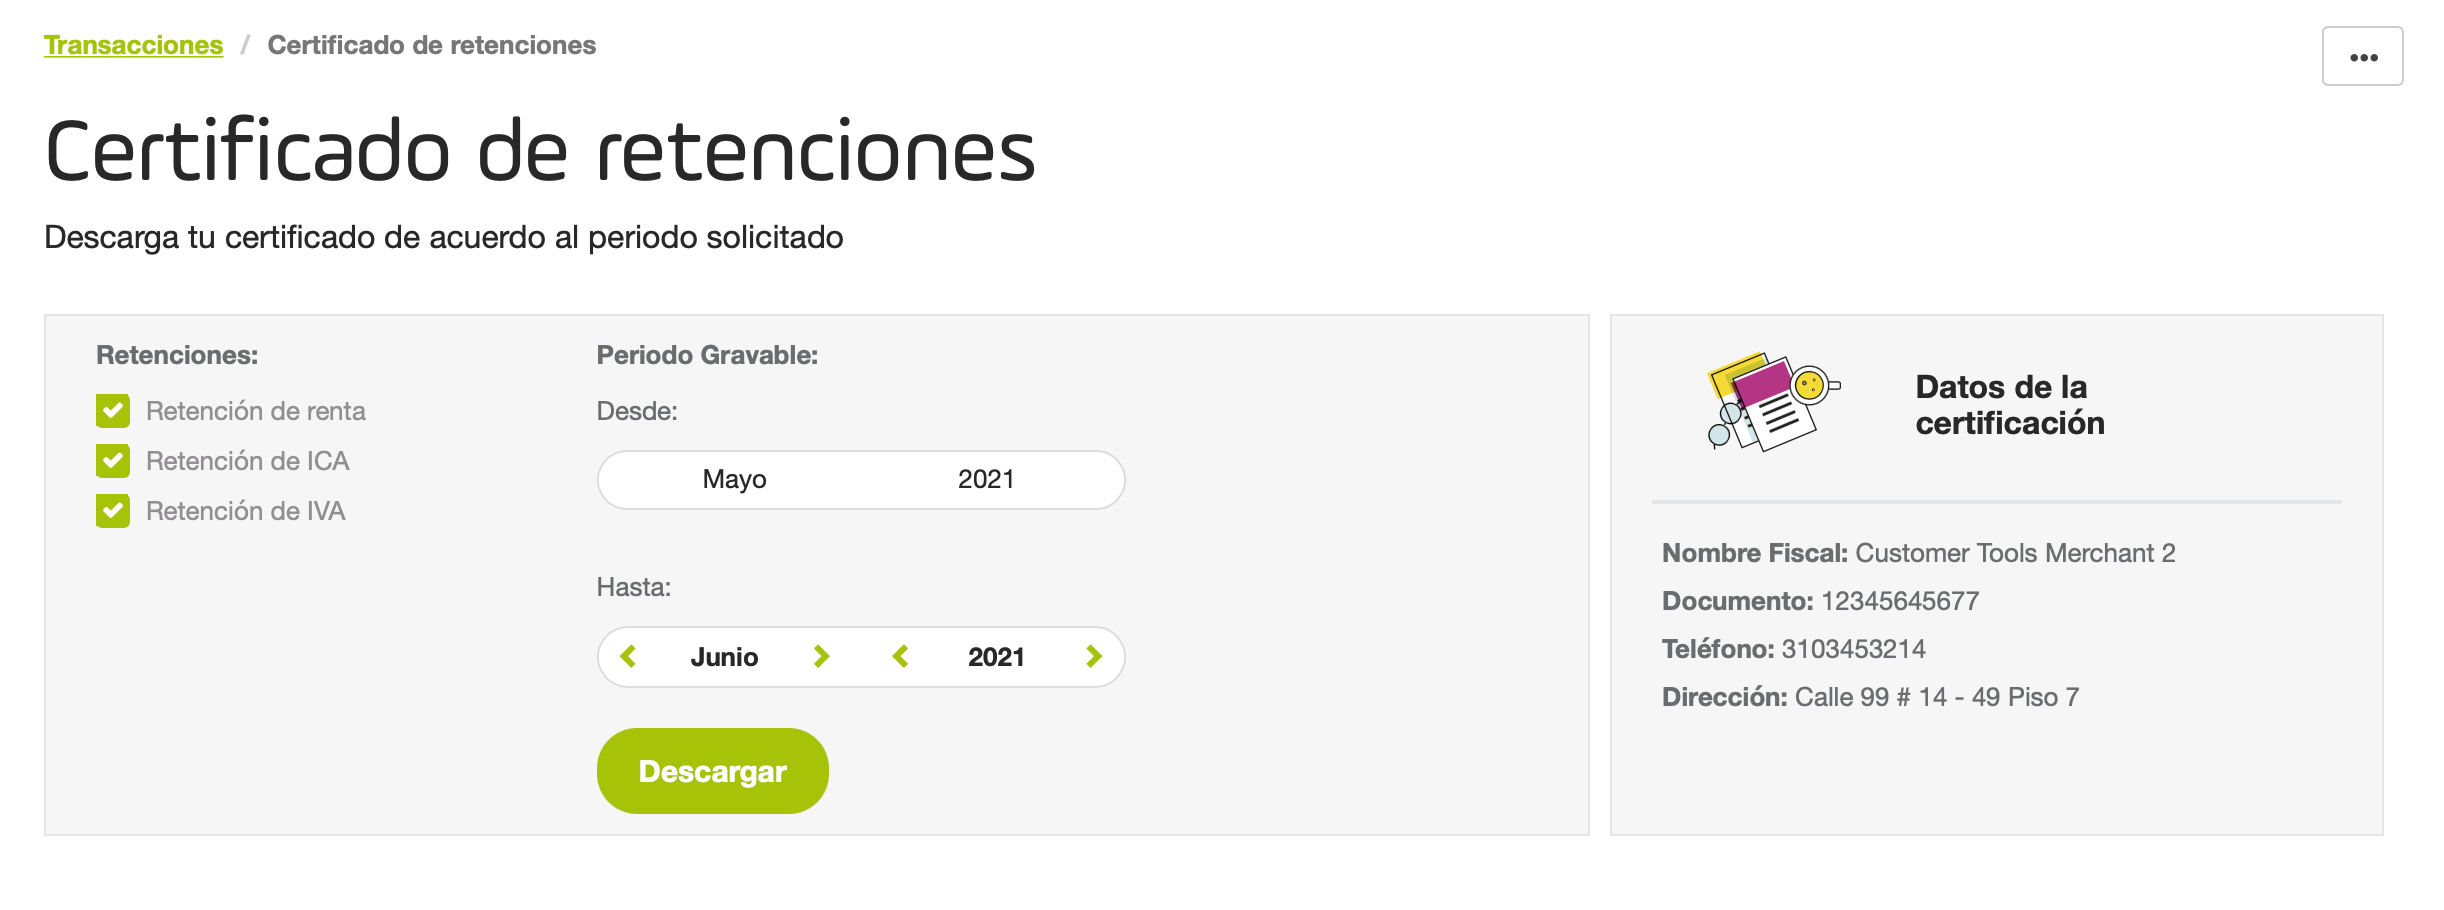 Transacciones / Certificado de retenciones
Certificado de retenciones
Descarga tu certificado de acuerdo al periodo solicitado
Retenciones:
Retención de renta
Retención de ICA
Retención de IVA
Periodo Gravable:
Desde:
Mayo 2021
Hasta:
Junio 2021
Descargar
Datos de la
certificación
Nombre Fiscal: Customer Tools Merchant 2
Documento: 12345645677
Teléfono: 3103453214
Dirección: Calle 99 # 14 - 49 Piso 7